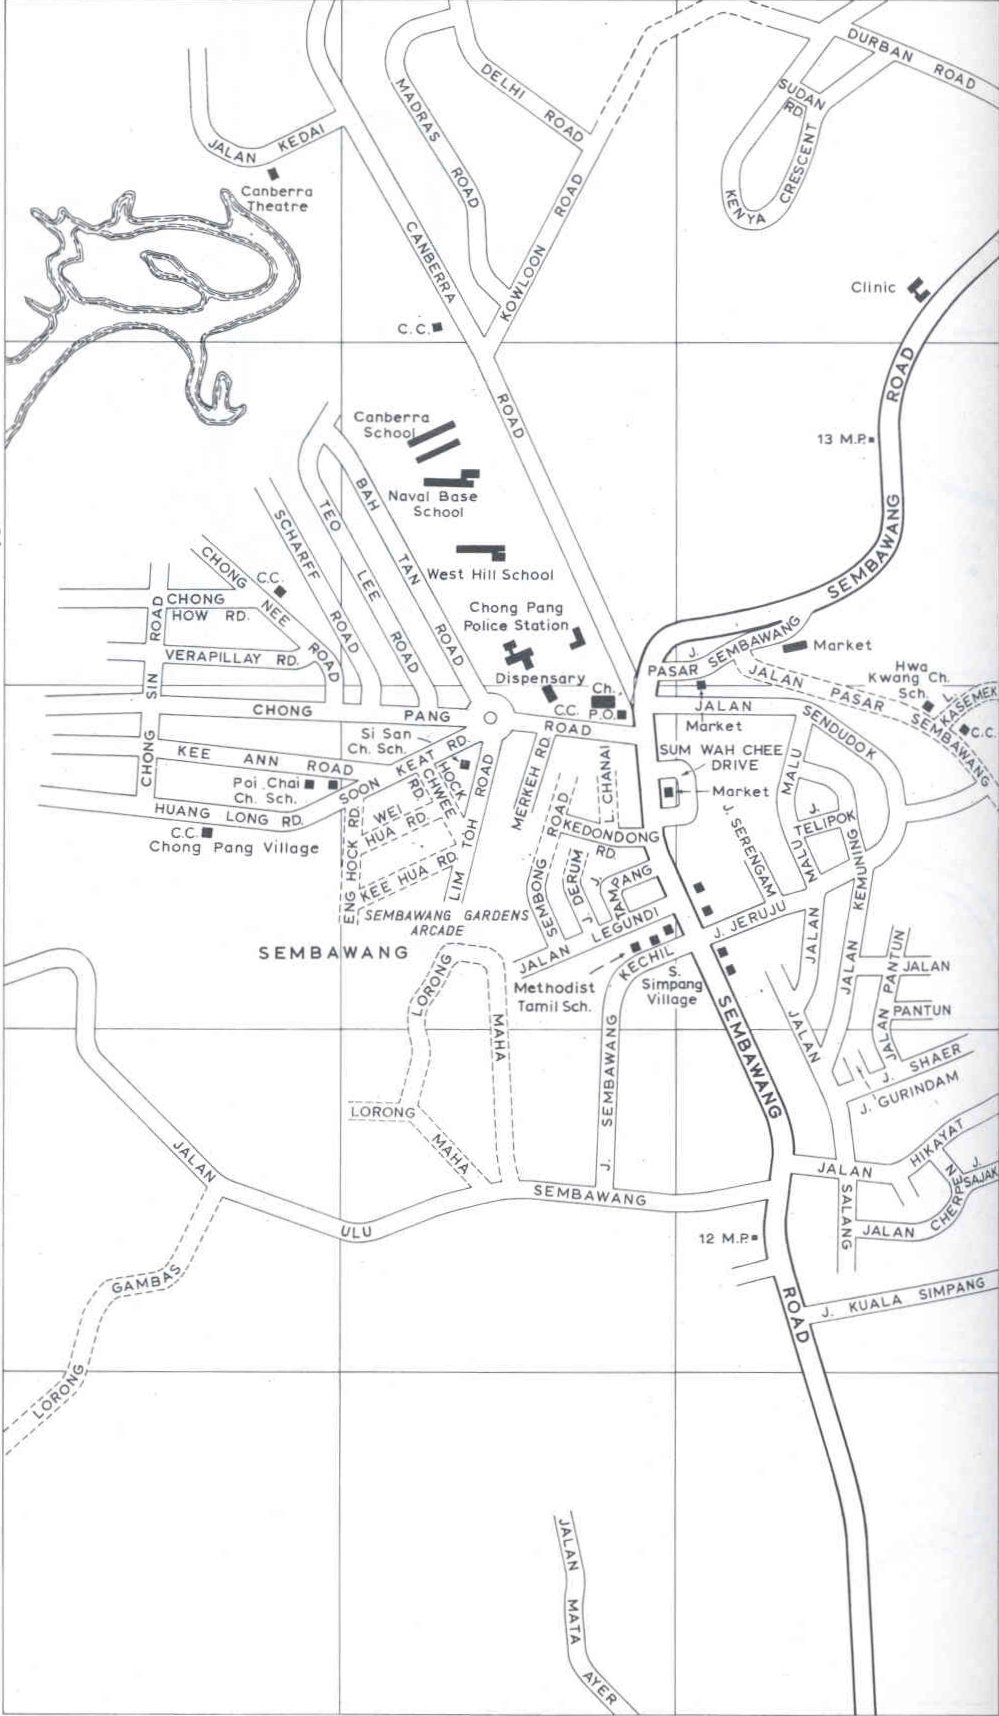 DURBAN ROAD
DELHI ROAD
MADRAS ROAD
SUDAN
RD.
KENYA CRESCENT
JALAN KEDAI
Canberra
Theatre
KOWLOON ROAD
CANBERRA ROAD
C.C.
Clinic
13 M.P.
SEMBAWANG ROAD
Canberra
School
Naval Base
School
West Hill School
Chong Pang
Police Station
Dispensary
Ch.
C.C.
P.O.
BAH TAN ROAD
TEO LEE ROAD
SCHARFF ROAD
CHONG NEE ROAD
C.C.
CHONG
HOW RD.
VERAPILLAY RD.
CHONG SIN ROAD
CHONG PANG ROAD
KEE ANN ROAD
Si San
Ch. Sch.
Poi Chai
Ch. Sch.
SOON KEAT RD.
HUANG LONG RD.
C.C.
Chong Pang Village
HOCK
CHWEE
RD.
WEI
HUA RD.
KEE HUA RD.
ENG HOCK RD.
LIM TOH ROAD
MERKEH RD.
L. CHANAI
SEMBAWANG GARDENS
ARCADE
SEMBAWANG
J. PASAR SEMBAWANG
Market
JALAN PASAR SEMBAWANG
Hwa
Kwang Ch.
Sch.
L. KASEMEK
C.C.
Market
JALAN SENDUDOK
SUM WAH CHEE
DRIVE
Market
JALAN MALU MALU
J.
TELIPOK
J. SERENGAM
JALAN KEMUNING
KEDONDONG
RD.
SEMBONG ROAD
J. DERUM
J.
TAMPANG
JALAN LEGUNDI
J. JERUJU
Methodist
Tamil Sch.
S.
Simpang
Village
J. SEMBAWANG KECHIL
JALAN PANTUN
JALAN
PANTUN
J. SHAER
J. GURINDAM
LORONG MAHA
LORONG
MAHA
SEMBAWANG
JALAN ULU SEMBAWANG
JALAN HIKAYAT
J.
SAJAK
JALAN CHERPEN
JALAN SALANG
12 M.P.
LORONG GAMBAS
ROAD
J. KUALA SIMPANG
JALAN MATA AYER